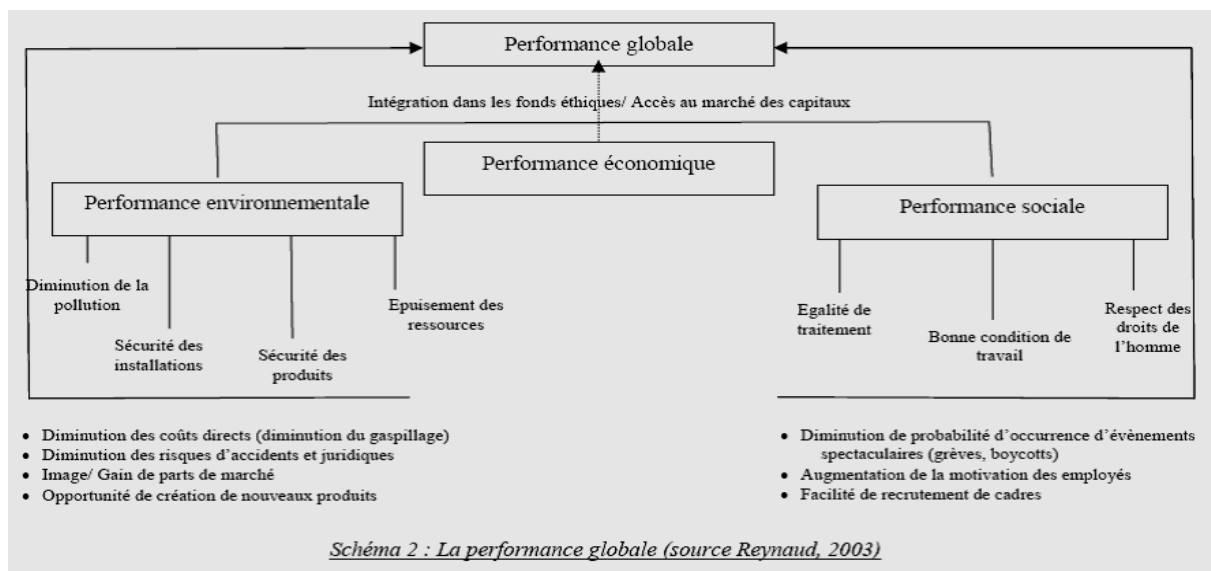 Performance globale
Intégration dans les fonds éthiques/ Accès au marché des capitaux
Performance économique
Performance environnementale
Performance sociale
Diminution de la
pollution
Sécurité des
installations
Sécurité des
produits
Epuisement des
ressources
Egalité de
traitement
Bonne condition de
travail
Respect des
droits de
l’homme
• Diminution des coûts directs (diminution du gaspillage)
• Diminution des risques d’accidents et juridiques
• Image/ Gain de parts de marché
• Opportunité de création de nouveaux produits
• Diminution de probabilité d’occurrence d’évènements
spectaculaires (grèves, boycotts)
• Augmentation de la motivation des employés
• Facilité de recrutement de cadres
Schéma 2 : La performance globale (source Reynaud, 2003)